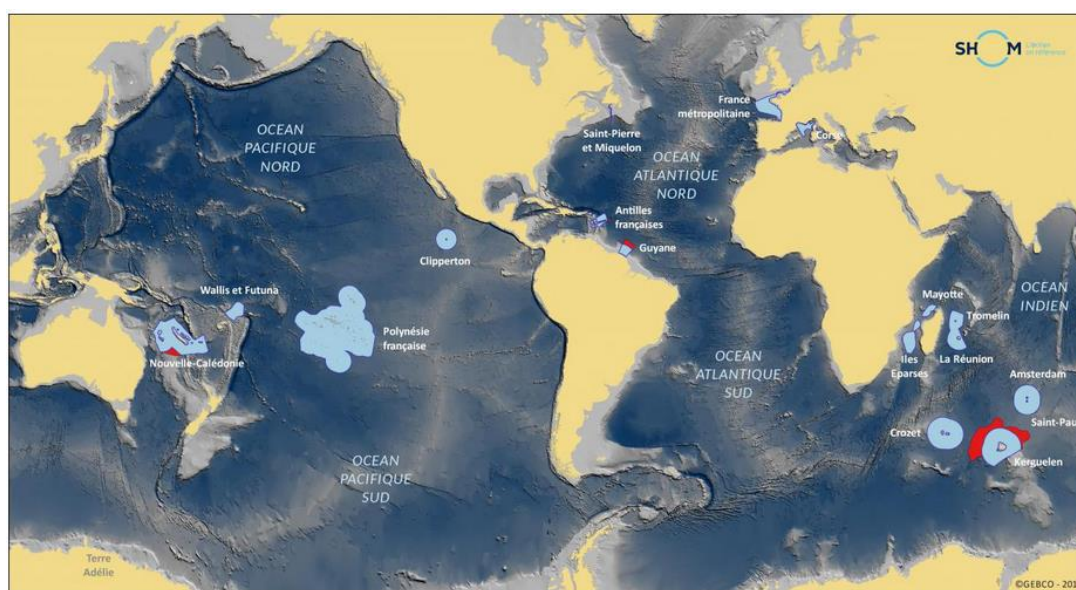 SHOM
L'océan
en référence
OCEAN
PACIFIQUE
NORD
France
métropolitaine
Corse
Saint-Pierre
et Miquelon
OCEAN
ATLANTIQUE
NORD
Antilles
françaises
Guyane
Clipperton
Wallis et Futuna
Polynésie
française
Nouvelle-Calédonie
OCEAN
INDIEN
Mayotte
Tromelin
Iles
Eparses
La Réunion
OCEAN
ATLANTIQUE
SUD
Amsterdam
Saint-Pau
Crozet
Kerguelen
OCEAN
PACIFIQUE
SUD
Terre
Adélie
©GEBCO - 201